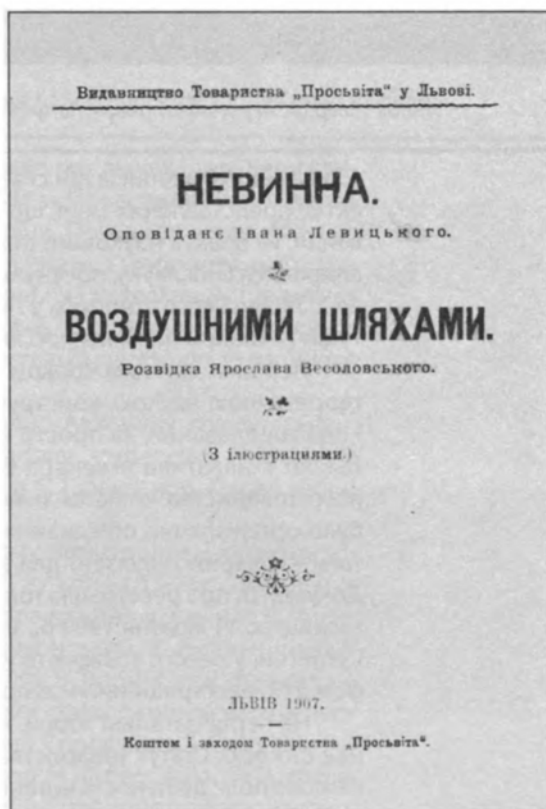 Видавництво Товариства „Просьвіта“ у Львові.
НЕВИННА.
Оповіданє Івана Левицького.
ВОЗДУШНИМИ ШЛЯХАМИ.
Розвідка Ярослава Весоловського.
(З ілюстрациями.)
ЛЬВІВ 1907.
Коштом і заходом Товариства „Просьвіта“.